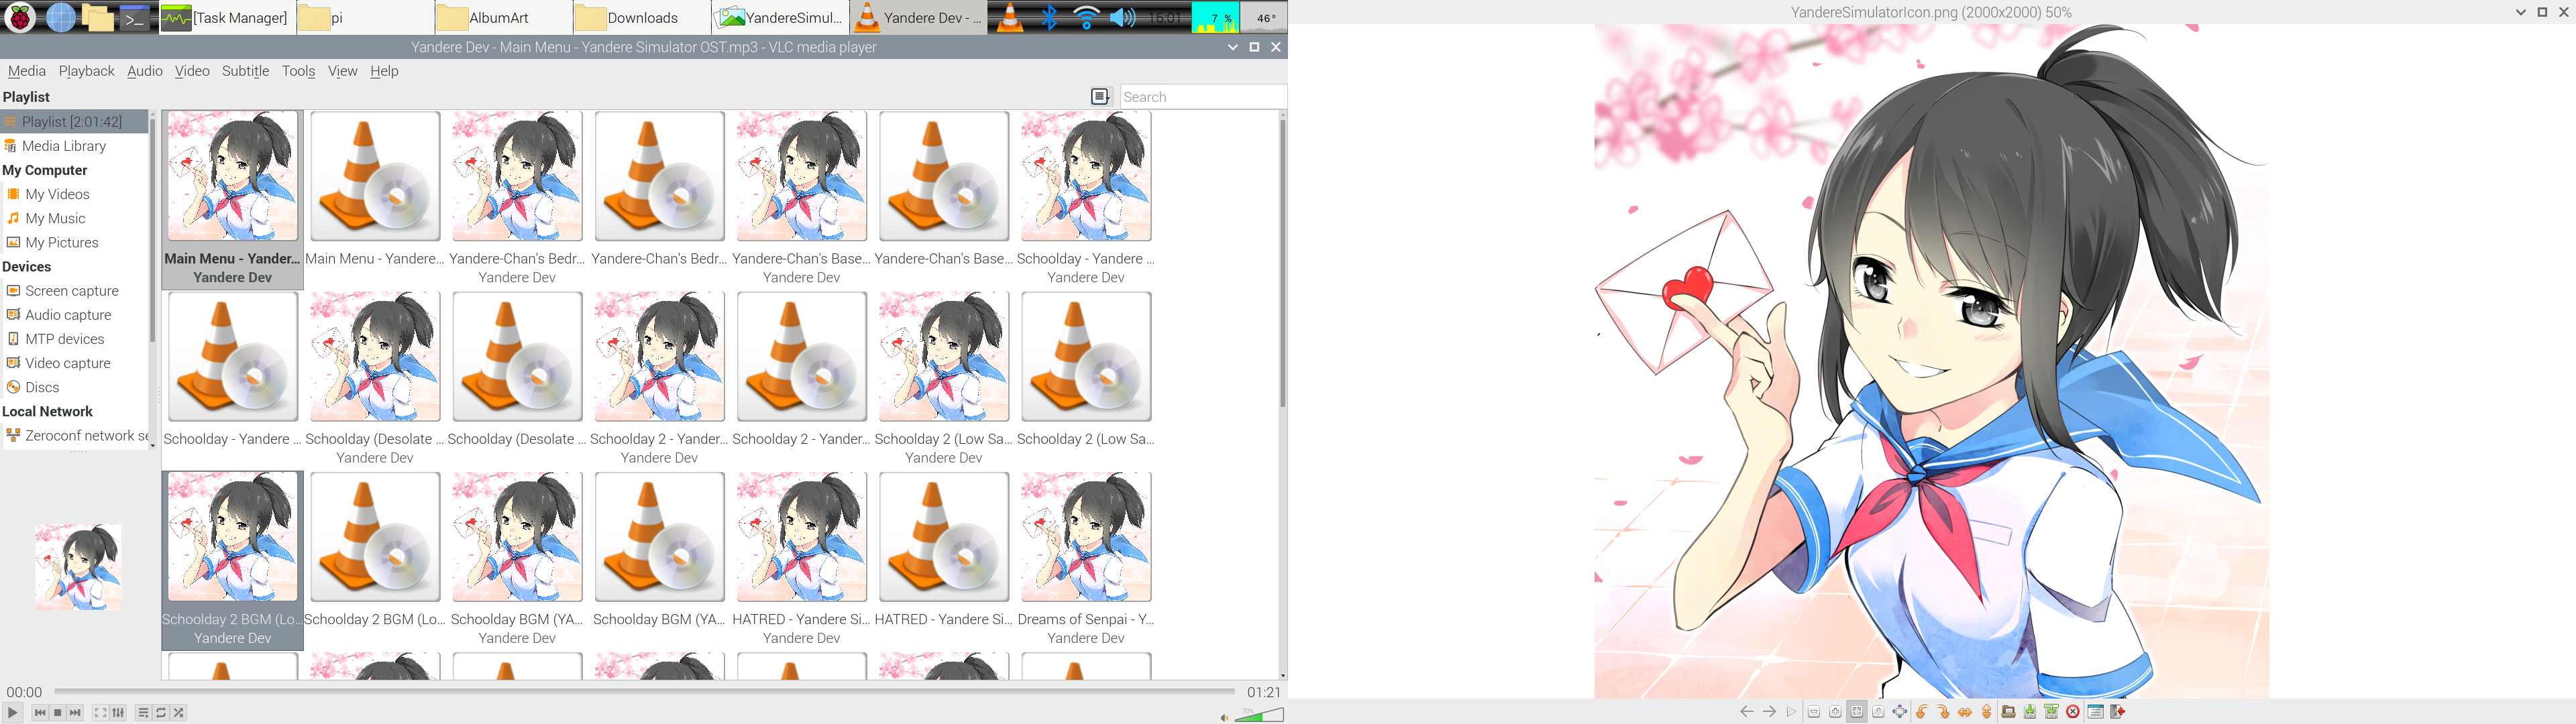 [Task Manager] pi AlbumArt Downloads YandereSimul... Yandere Dev - ... 16:01 7 % 46°
YandereSimulatorIcon.png (2000x2000) 50%
Yandere Dev - Main Menu - Yandere Simulator OST.mp3 - VLC media player
Media Playback Audio Video Subtitle Tools View Help
Playlist
Search
Playlist [2:01:42]
Media Library
My Computer
My Videos
My Music
My Pictures
Devices
Screen capture
Audio capture
MTP devices
Video capture
Discs
Local Network
Zeroconf network se
Main Menu - Yander... Main Menu - Yandere... Yandere-Chan's Bedr... Yandere-Chan's Bedr... Yandere-Chan's Base... Yandere-Chan's Base... Schoolday - Yandere ...
Yandere Dev Yandere Dev Yandere Dev Yandere Dev
Schoolday - Yandere ... Schoolday (Desolate ... Schoolday (Desolate ... Schoolday 2 - Yander... Schoolday 2 - Yander... Schoolday 2 (Low Sa... Schoolday 2 (Low Sa...
Yandere Dev Yandere Dev Yandere Dev
Schoolday 2 BGM (Lo... Schoolday 2 BGM (Lo... Schoolday BGM (YA... Schoolday BGM (YA... HATRED - Yandere Si... HATRED - Yandere Si... Dreams of Senpai - Y...
Yandere Dev Yandere Dev Yandere Dev Yandere Dev
00:00 01:21
70%